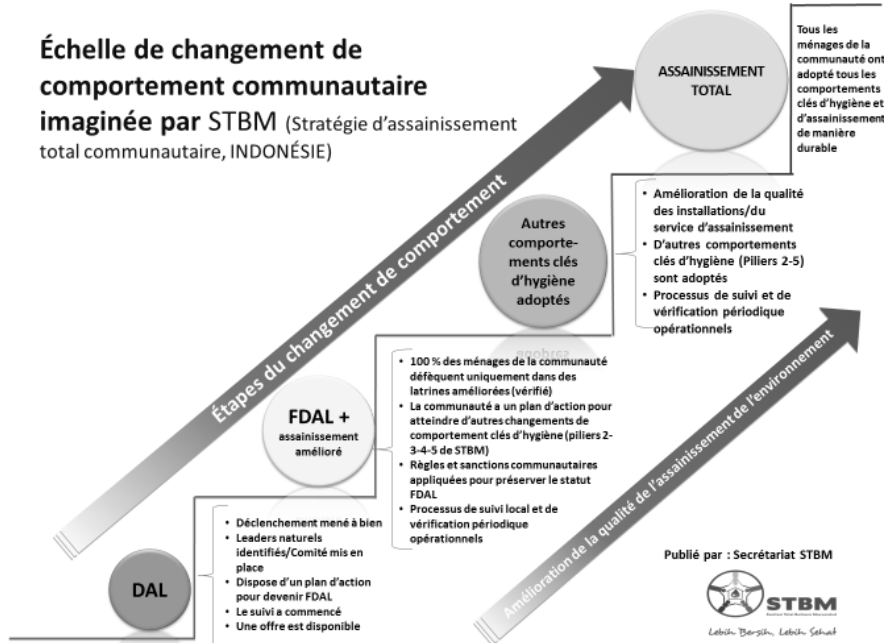 Échelle de changement de
comportement communautaire
imaginée par STBM (Stratégie d'assainissement
total communautaire, INDONÉSIE)
ASSAINISSEMENT
TOTAL
Tous les
ménages de la
communauté ont
adopté tous les
comportements
clés d'hygiène et
d'assainissement
de manière
durable
Étapes du changement de comportement
Autres
comporte-
ments clés
d'hygiène
adoptés
• Amélioration de la qualité
des installations/du
service d'assainissement
• D'autres comportements
clés d'hygiène (Piliers 2-5)
sont adoptés
• Processus de suivi et de
vérification périodique
opérationnels
FDAL +
assainissement
amélioré
• 100 % des ménages de la communauté
défèquent uniquement dans des
latrines améliorées (vérifié)
• La communauté a un plan d'action pour
atteindre d'autres changements de
comportement clés d'hygiène (piliers 2-
3-4-5 de STBM)
• Règles et sanctions communautaires
appliquées pour préserver le statut
FDAL
• Processus de suivi local et de
vérification périodique
opérationnels
Amélioration de la qualité de l'assainissement de l'environnement
DAL
• Déclenchement mené à bien
• Leaders naturels
identifiés/Comité mis en
place
• Dispose d'un plan d'action
pour devenir FDAL
• Le suivi a commencé
• Une offre est disponible
Publié par : Secrétariat STBM
STBM
Lebih Bersih, Lebih Sehat